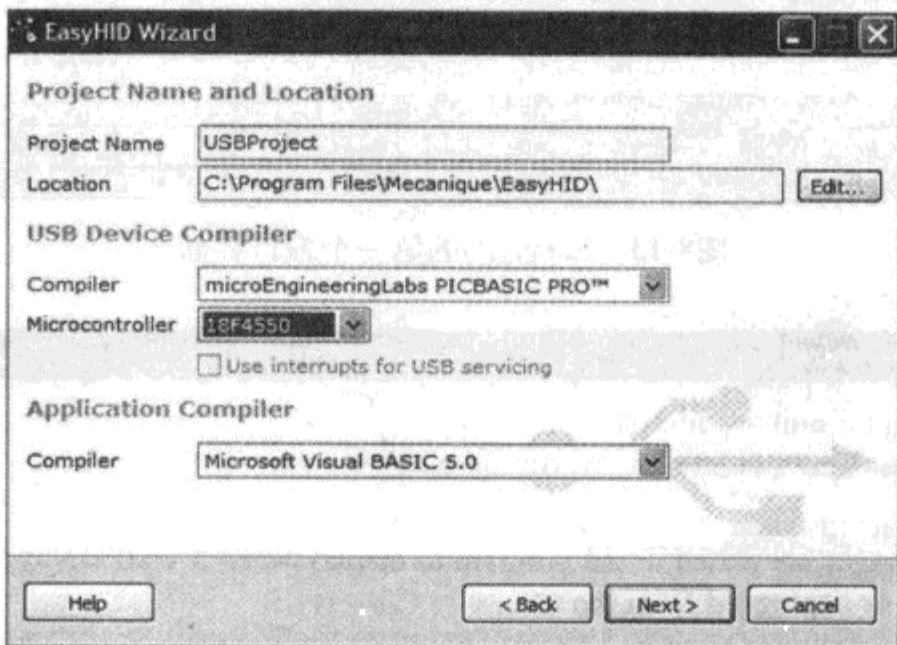 EasyHID Wizard
Project Name and Location
Project Name USBProject
Location C:\Program Files\Mecanique\EasyHID\ Edit...
USB Device Compiler
Compiler microEngineeringLabs PICBASIC PRO™
Microcontroller 18F4550
Use interrupts for USB servicing
Application Compiler
Compiler Microsoft Visual BASIC 5.0
Help < Back Next > Cancel